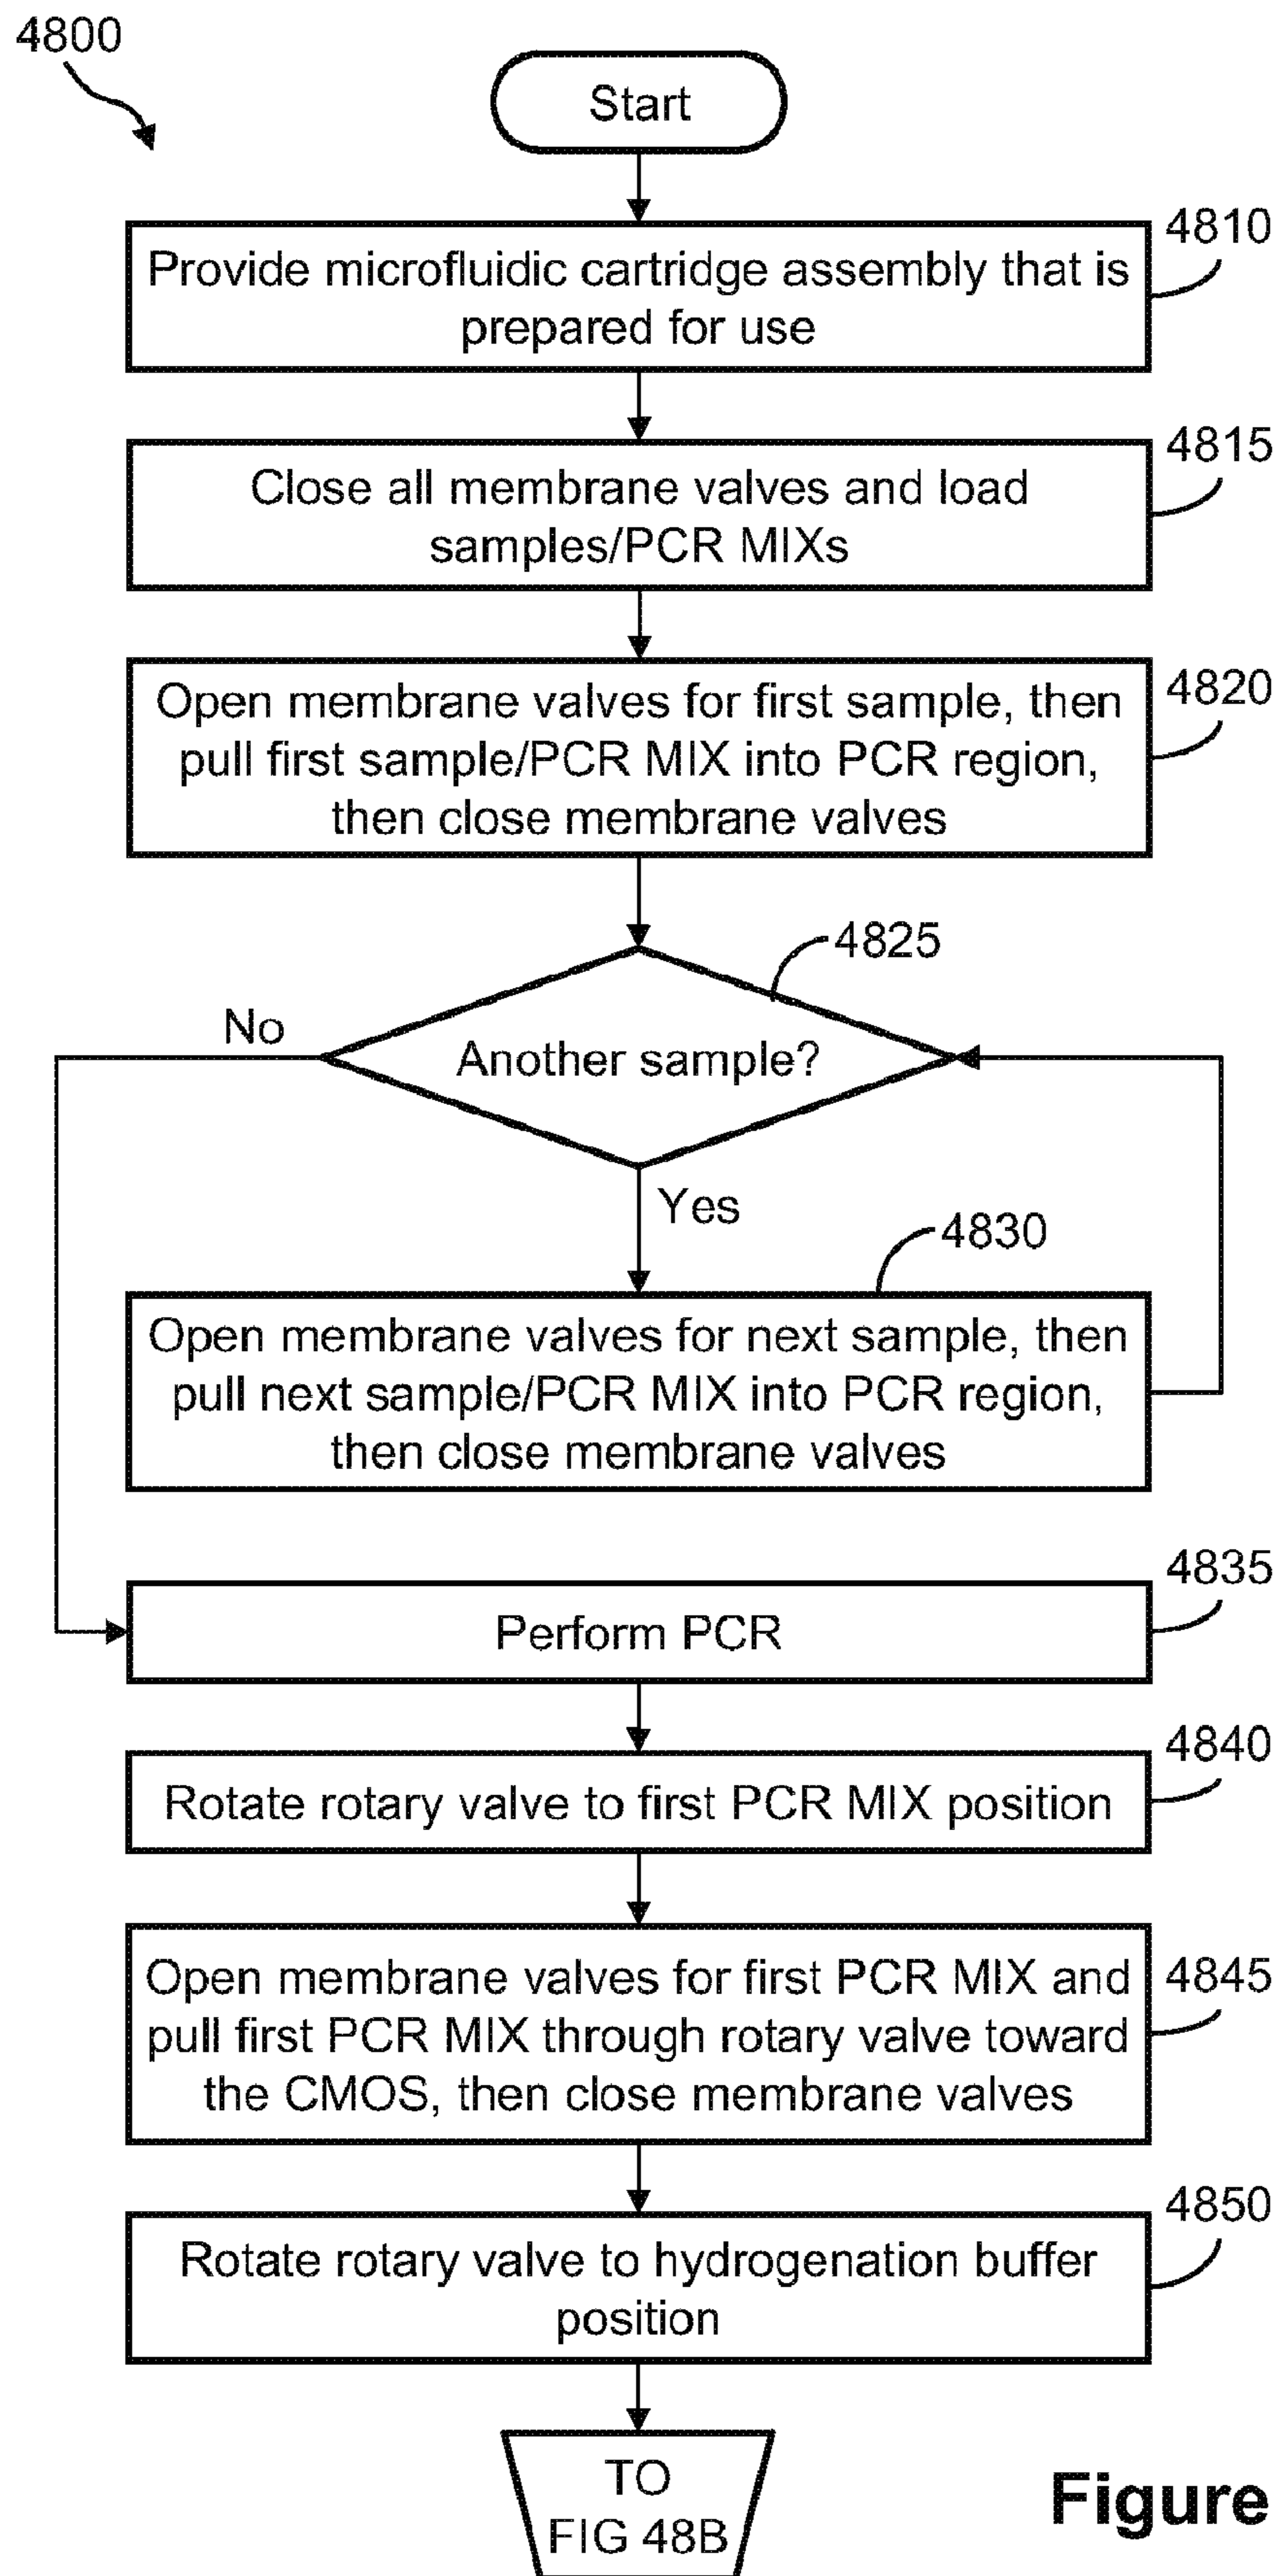 4800
Start
4810
Provide microfluidic cartridge assembly that is
prepared for use
4815
Close all membrane valves and load
samples/PCR MIXs
4820
Open membrane valves for first sample, then
pull first sample/PCR MIX into PCR region,
then close membrane valves
4825
No
Another sample?
Yes
4830
Open membrane valves for next sample, then
pull next sample/PCR MIX into PCR region,
then close membrane valves
4835
Perform PCR
4840
Rotate rotary valve to first PCR MIX position
4845
Open membrane valves for first PCR MIX and
pull first PCR MIX through rotary valve toward
the CMOS, then close membrane valves
4850
Rotate rotary valve to hydrogenation buffer
position
TO
FIG 48B
Figure